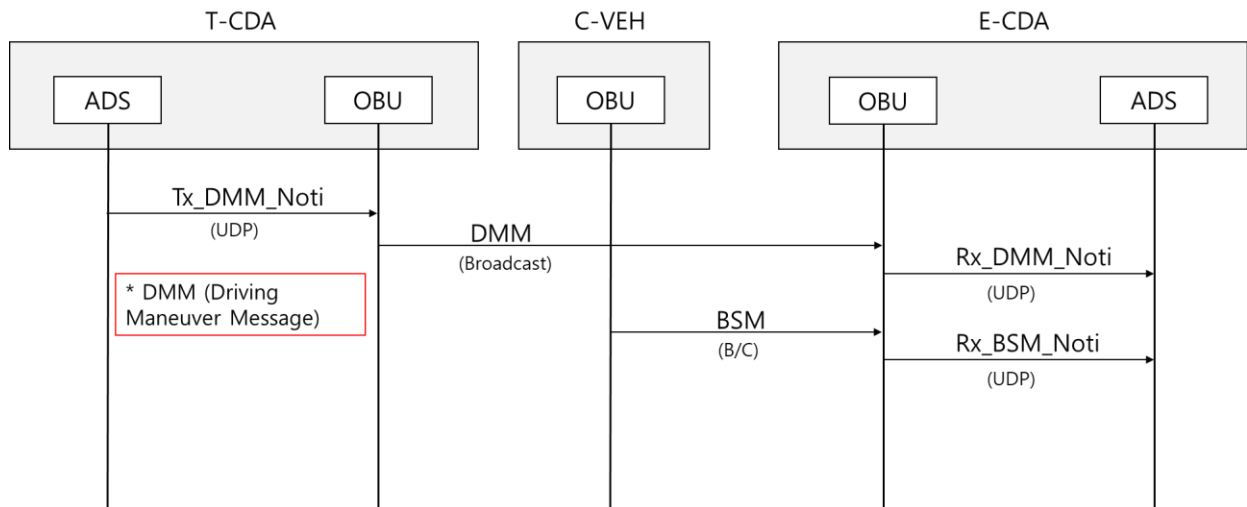 T-CDA
C-VEH
E-CDA
ADS
OBU
OBU
OBU
ADS
Tx_DMM_Noti
(UDP)
DMM
(Broadcast)
Rx_DMM_Noti
(UDP)
* DMM (Driving
Maneuver Message)
BSM
(B/C)
Rx_BSM_Noti
(UDP)